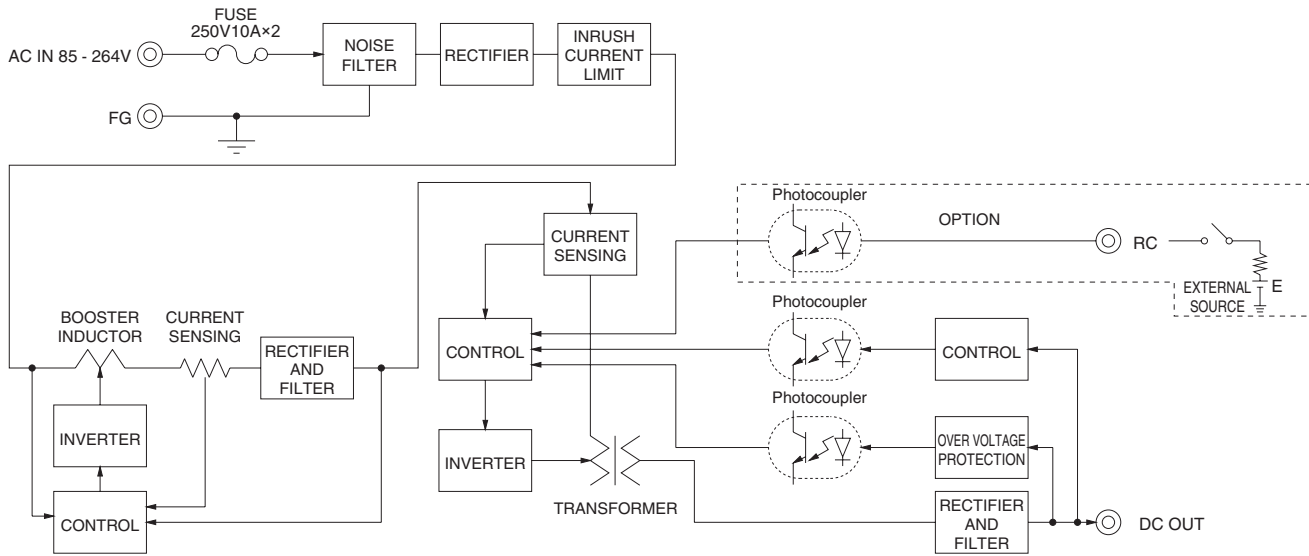 FUSE
250V10A×2
AC IN 85 - 264V
NOISE
FILTER
RECTIFIER
INRUSH
CURRENT
LIMIT
FG
Photocoupler
OPTION
RC
EXTERNAL
SOURCE
E
CURRENT
SENSING
BOOSTER
INDUCTOR
CURRENT
SENSING
RECTIFIER
AND
FILTER
CONTROL
Photocoupler
CONTROL
Photocoupler
INVERTER
INVERTER
OVER VOLTAGE
PROTECTION
TRANSFORMER
CONTROL
RECTIFIER
AND
FILTER
DC OUT